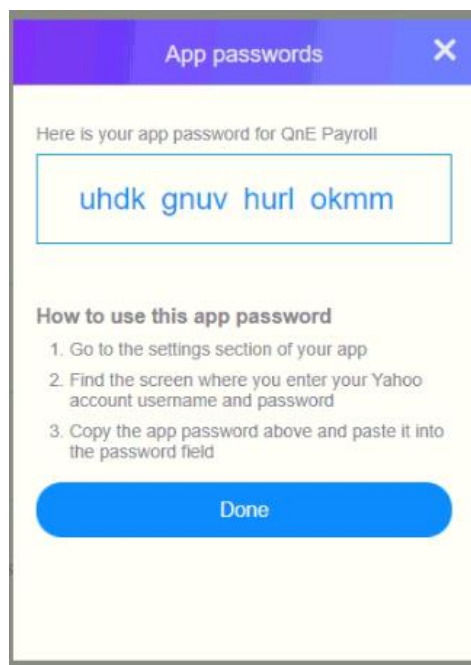 App passwords
Here is your app password for QnE Payroll
uhdk gnuv hurl okmm
How to use this app password
1. Go to the settings section of your app
2. Find the screen where you enter your Yahoo
account username and password
3. Copy the app password above and paste it into
the password field
Done